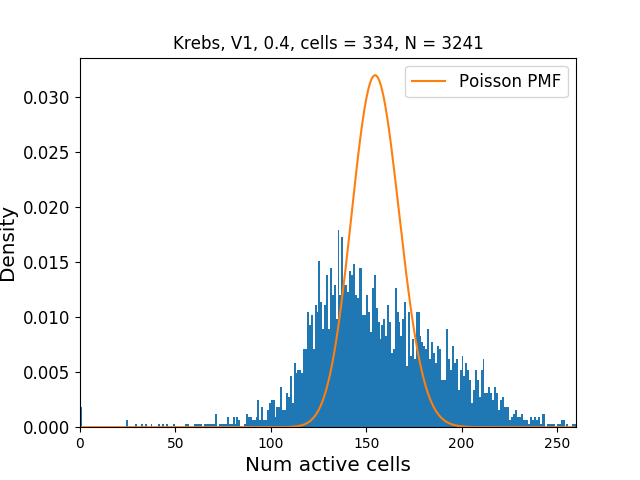 Krebs, V1, 0.4, cells = 334, N = 3241
Poisson PMF
0.030
0.025
0.020
0.015
0.010
0.005
0.000
Density
0 50 100 150 200 250
Num active cells